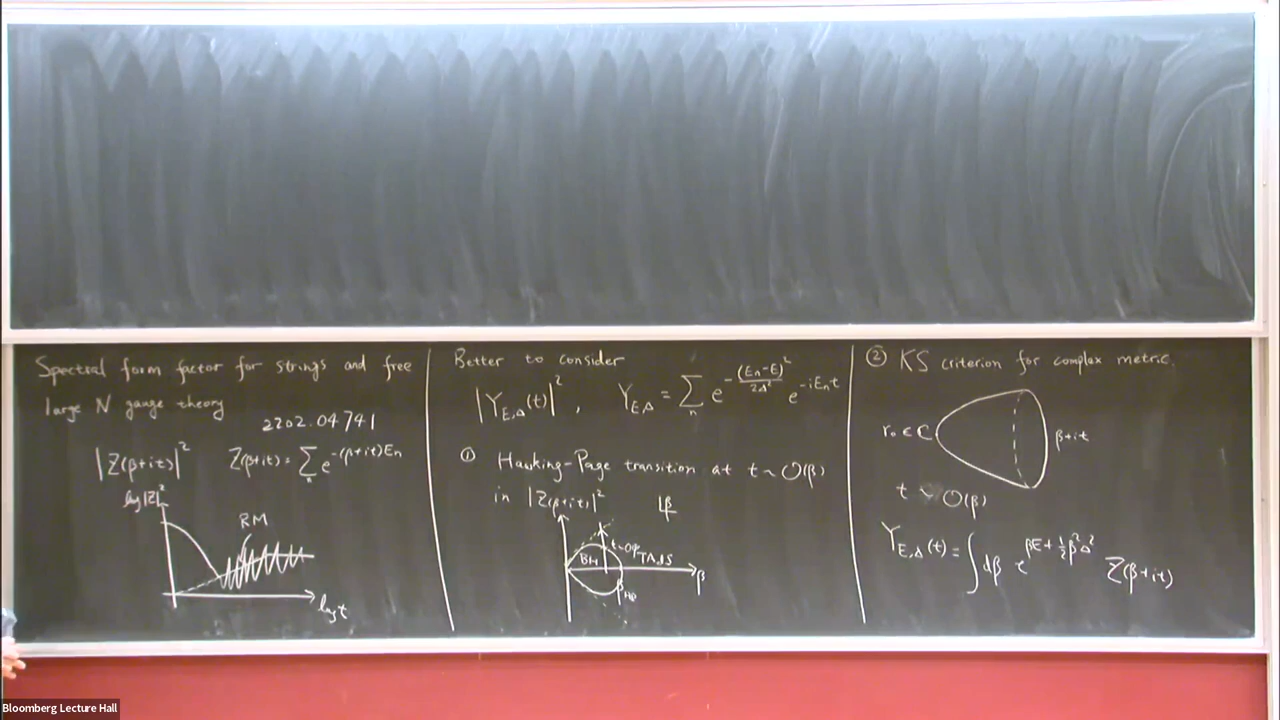 Spectral form factor for strings and free
large N gauge theory
2202.04741
|Z(β+it)|² Z(β+it) = Σ_n e^{-(β+it)E_n}
log|Z|²
RM
log t
Better to consider
|Y_{E,Δ}(t)|², Y_{E,Δ} = Σ_n e^{-(E_n-E)²/2Δ²} e^{-iE_n t}
① Hawking-Page transition at t ~ O(β)
in |Z(β+it)|²
BH
TAdS
β
β_HP
② KS criterion for complex metric.
r₀ ∈ C
β+it
t ~ O(β)
Y_{E,Δ}(t) = ∫ dβ e^{βE + ½β²Δ²} Z(β+it)
Bloomberg Lecture Hall